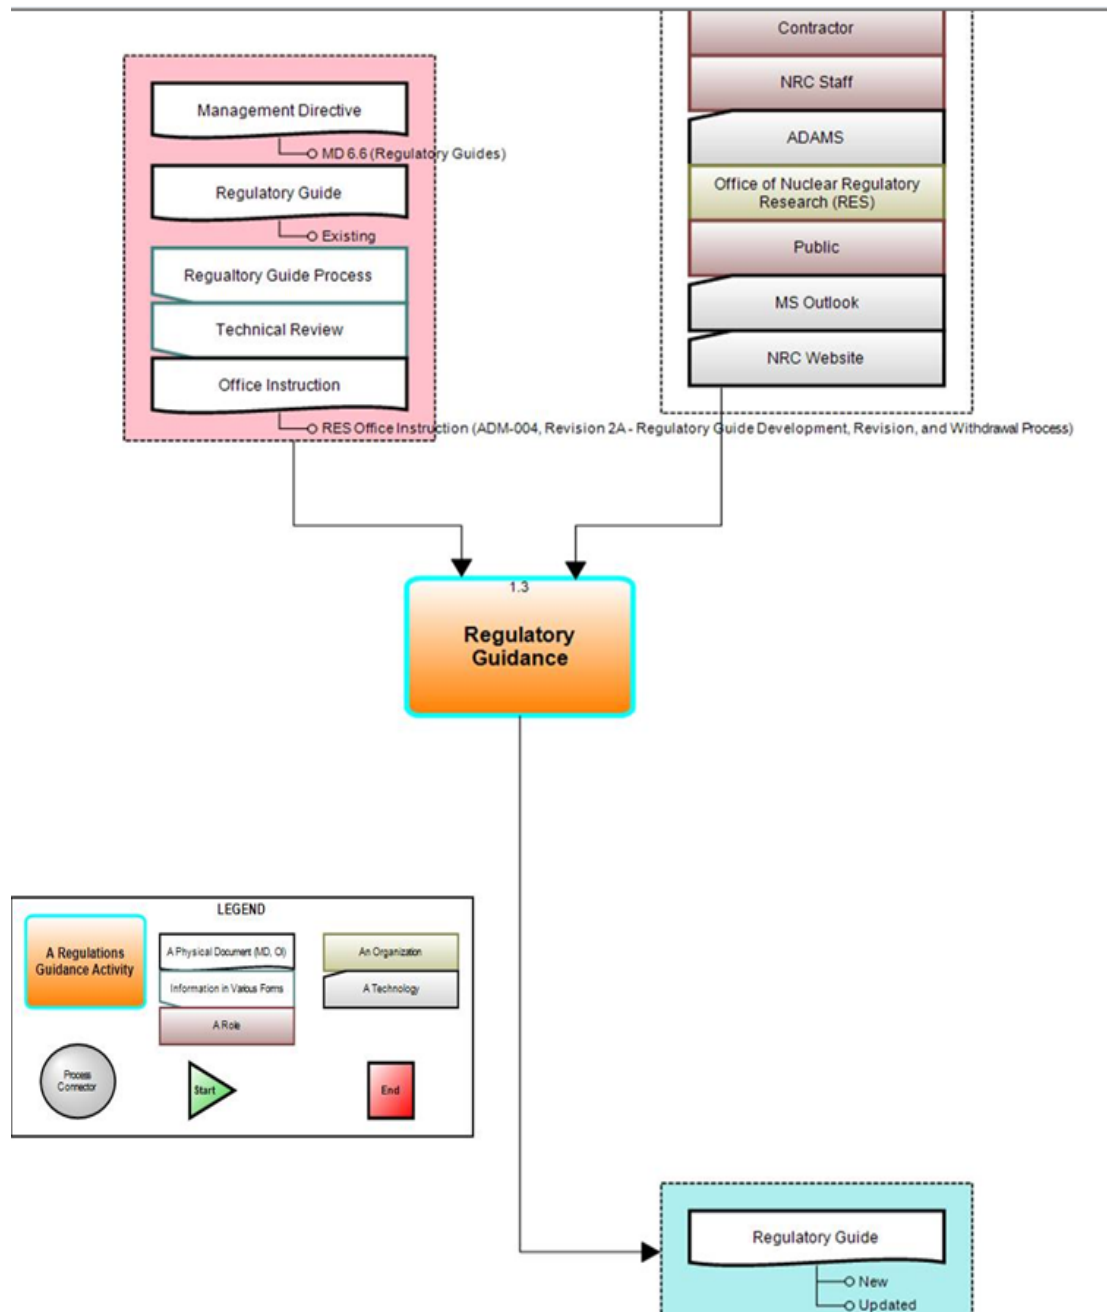 Management Directive
MD 6.6 (Regulatory Guides)
Regulatory Guide
Existing
Regualtory Guide Process
Technical Review
Office Instruction
RES Office Instruction (ADM-004, Revision 2A - Regulatory Guide Development, Revision, and Withdrawal Process)
Contractor
NRC Staff
ADAMS
Office of Nuclear Regulatory
Research (RES)
Public
MS Outlook
NRC Website
1.3
Regulatory
Guidance
LEGEND
A Regulations
Guidance Activity
A Physical Document (MD, OI)
Information in Various Forms
A Role
An Organization
A Technology
Process
Connector
Start
End
Regulatory Guide
New
Updated